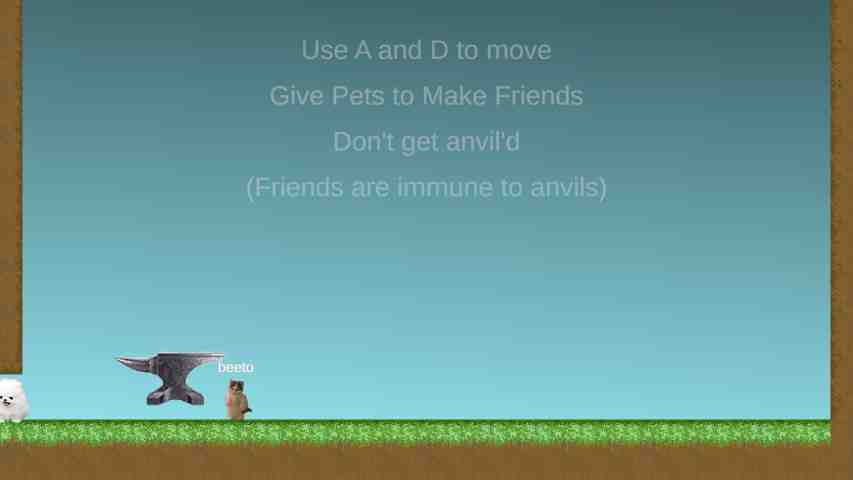 Use A and D to move
Give Pets to Make Friends
Don't get anvil'd
(Friends are immune to anvils)
beeto